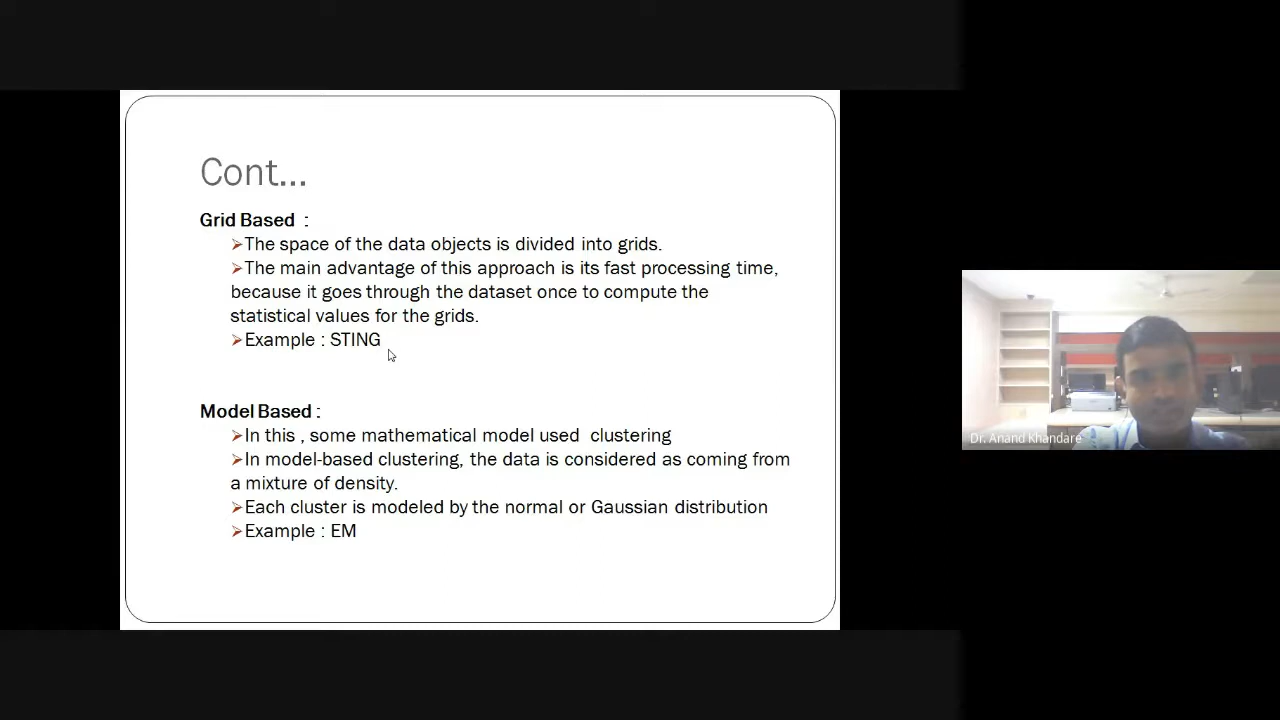 Cont...
Grid Based :
➢The space of the data objects is divided into grids.
➢The main advantage of this approach is its fast processing time,
because it goes through the dataset once to compute the
statistical values for the grids.
➢Example : STING
Model Based :
➢In this , some mathematical model used clustering
➢In model-based clustering, the data is considered as coming from
a mixture of density.
➢Each cluster is modeled by the normal or Gaussian distribution
➢Example : EM
Dr. Anand Khandare